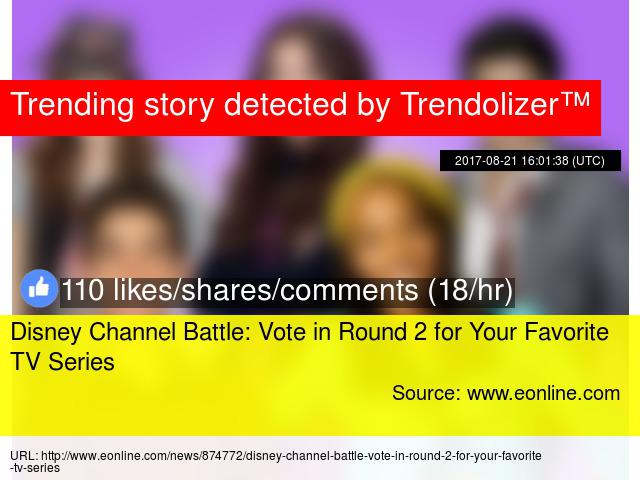 Trending story detected by Trendolizer™
2017-08-21 16:01:38 (UTC)
110 likes/shares/comments (18/hr)
Disney Channel Battle: Vote in Round 2 for Your Favorite
TV Series
Source: www.eonline.com
URL: http://www.eonline.com/news/874772/disney-channel-battle-vote-in-round-2-for-your-favorite
-tv-series